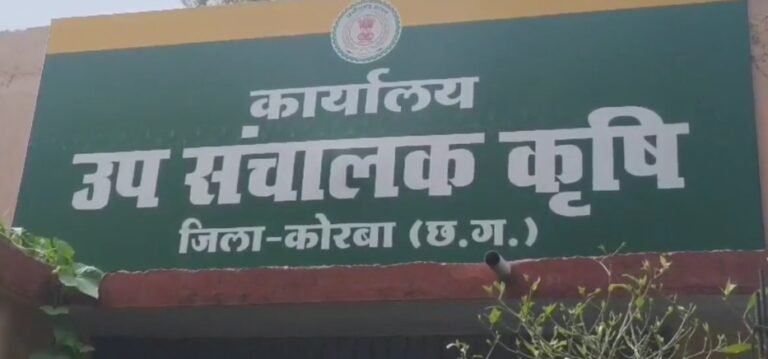 कार्यालय
उप संचालक कृषि
जिला-कोरबा (छ.ग.)